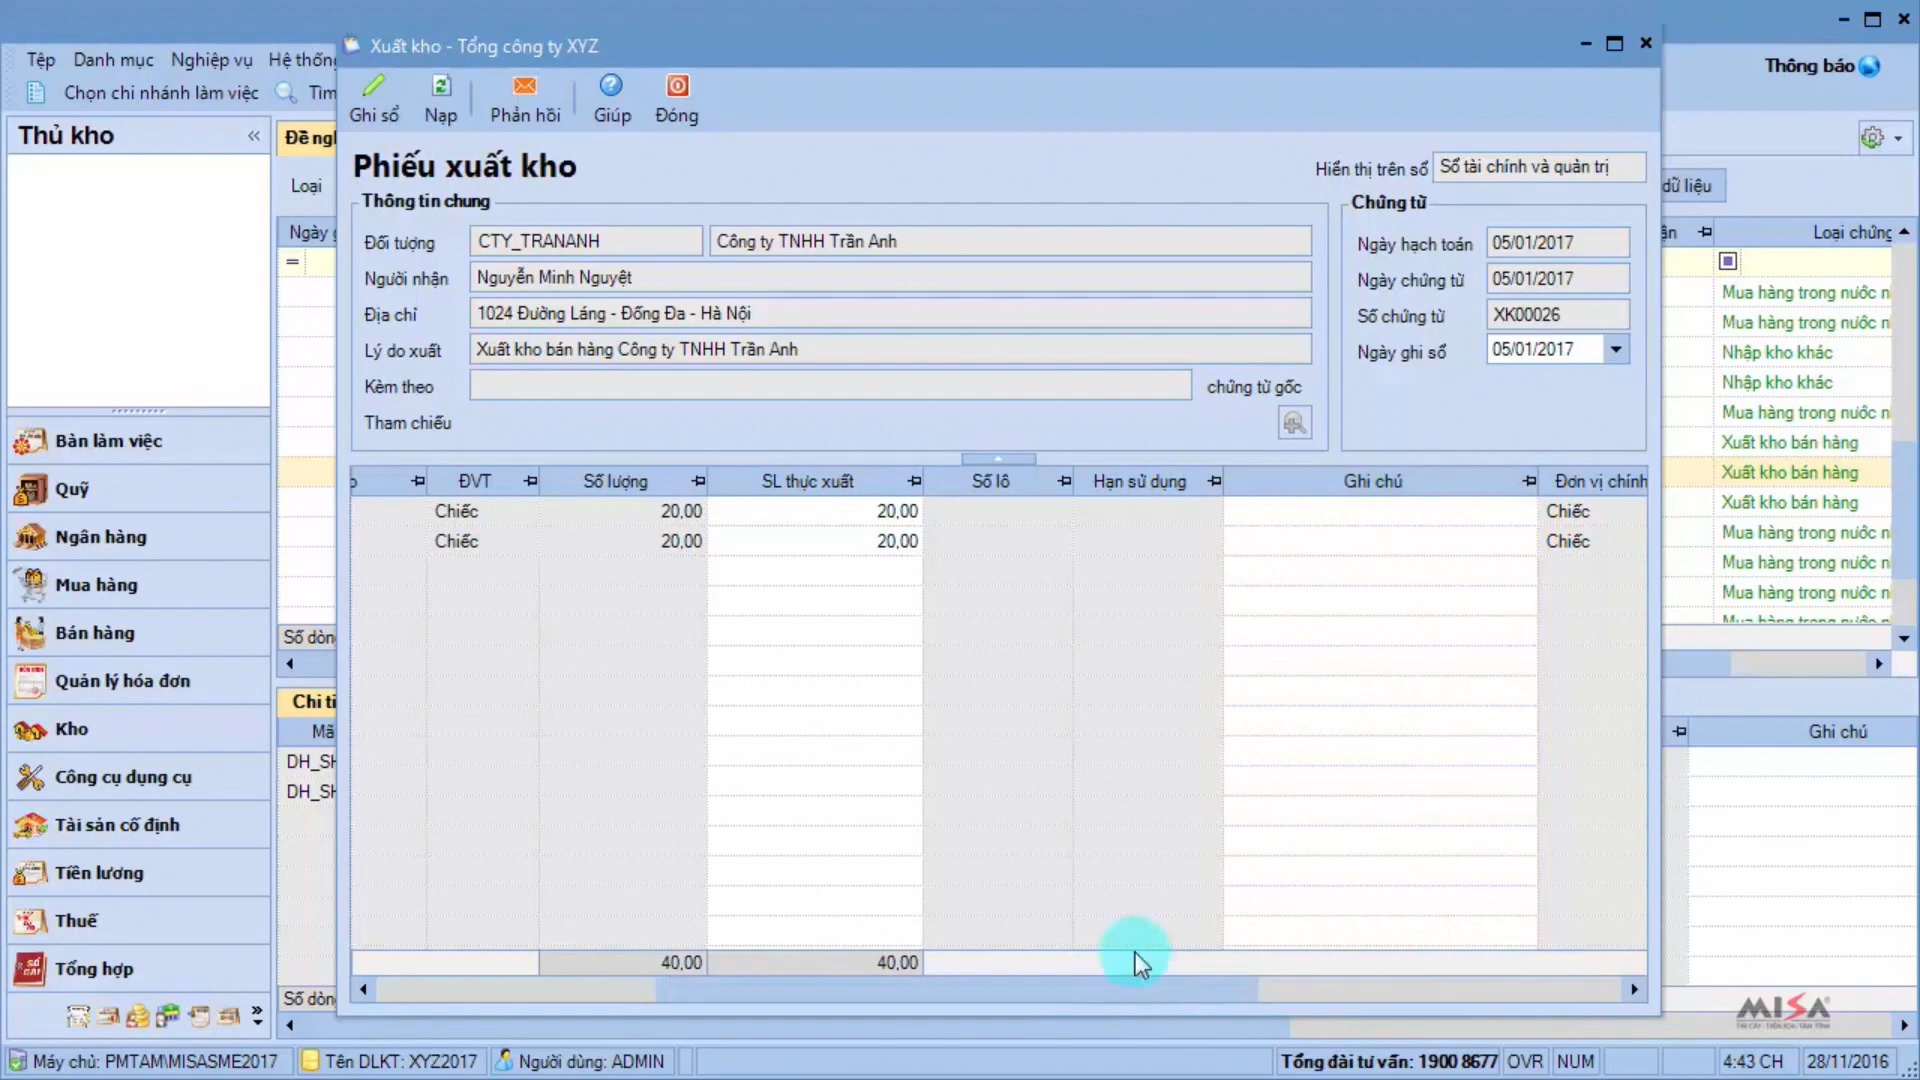 Xuất kho - Tổng công ty XYZ
Tệp Danh mục Nghiệp vụ Hệ thống
Thông báo
Chọn chi nhánh làm việc
Ghi sổ Nạp Phản hồi Giúp Đóng
Thủ kho
Phiếu xuất kho
Hiển thị trên sổ Sổ tài chính và quản trị
Loại
dữ liệu
Thông tin chung
Chứng từ
Đối tượng CTY_TRANANH Công ty TNHH Trần Anh
Ngày hạch toán 05/01/2017
Người nhận Nguyễn Minh Nguyệt
Ngày chứng từ 05/01/2017
Địa chỉ 1024 Đường Láng - Đống Đa - Hà Nội
Số chứng từ XK00026
Lý do xuất Xuất kho bán hàng Công ty TNHH Trần Anh
Ngày ghi sổ 05/01/2017
Kèm theo chứng từ gốc
Tham chiếu
Ngày
Loại chứng
=
Mua hàng trong nước n
Mua hàng trong nước n
Nhập kho khác
Nhập kho khác
Mua hàng trong nước n
Xuất kho bán hàng
Xuất kho bán hàng
Xuất kho bán hàng
Mua hàng trong nước n
Mua hàng trong nước n
Mua hàng trong nước n
ĐVT Số lượng SL thực xuất Số lô Hạn sử dụng Ghi chú Đơn vị chính
Chiếc 20,00 20,00 Chiếc
Chiếc 20,00 20,00 Chiếc
40,00 40,00
Bàn làm việc
Quỹ
Ngân hàng
Mua hàng
Bán hàng
Quản lý hóa đơn
Kho
Công cụ dụng cụ
Tài sản cố định
Tiền lương
Thuế
Tổng hợp
Số dòn
Chi ti
Mã
Ghi chú
DH_SH
DH_SH
Số dòn
MISA
Máy chủ: PMTAM\MISASME2017 Tên DLKT: XYZ2017 Người dùng: ADMIN
Tổng đài tư vấn: 1900 8677 OVR NUM 4:43 CH 28/11/2016